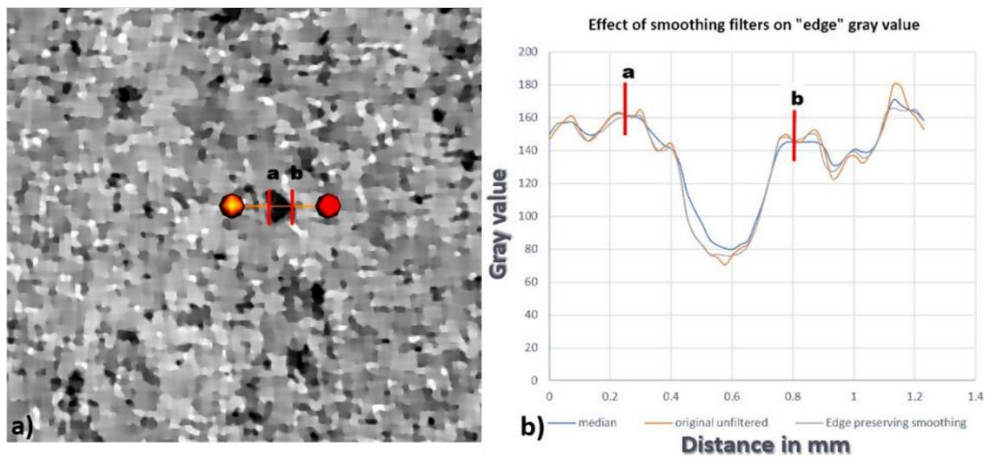 a b
a)
Effect of smoothing filters on "edge" gray value
200
180
160
140
120
100
80
60
40
20
0
a
b
Gray value
0 0.2 0.4 0.6 0.8 1 1.2 1.4
median original unfiltered Edge preserving smoothing
b)
Distance in mm